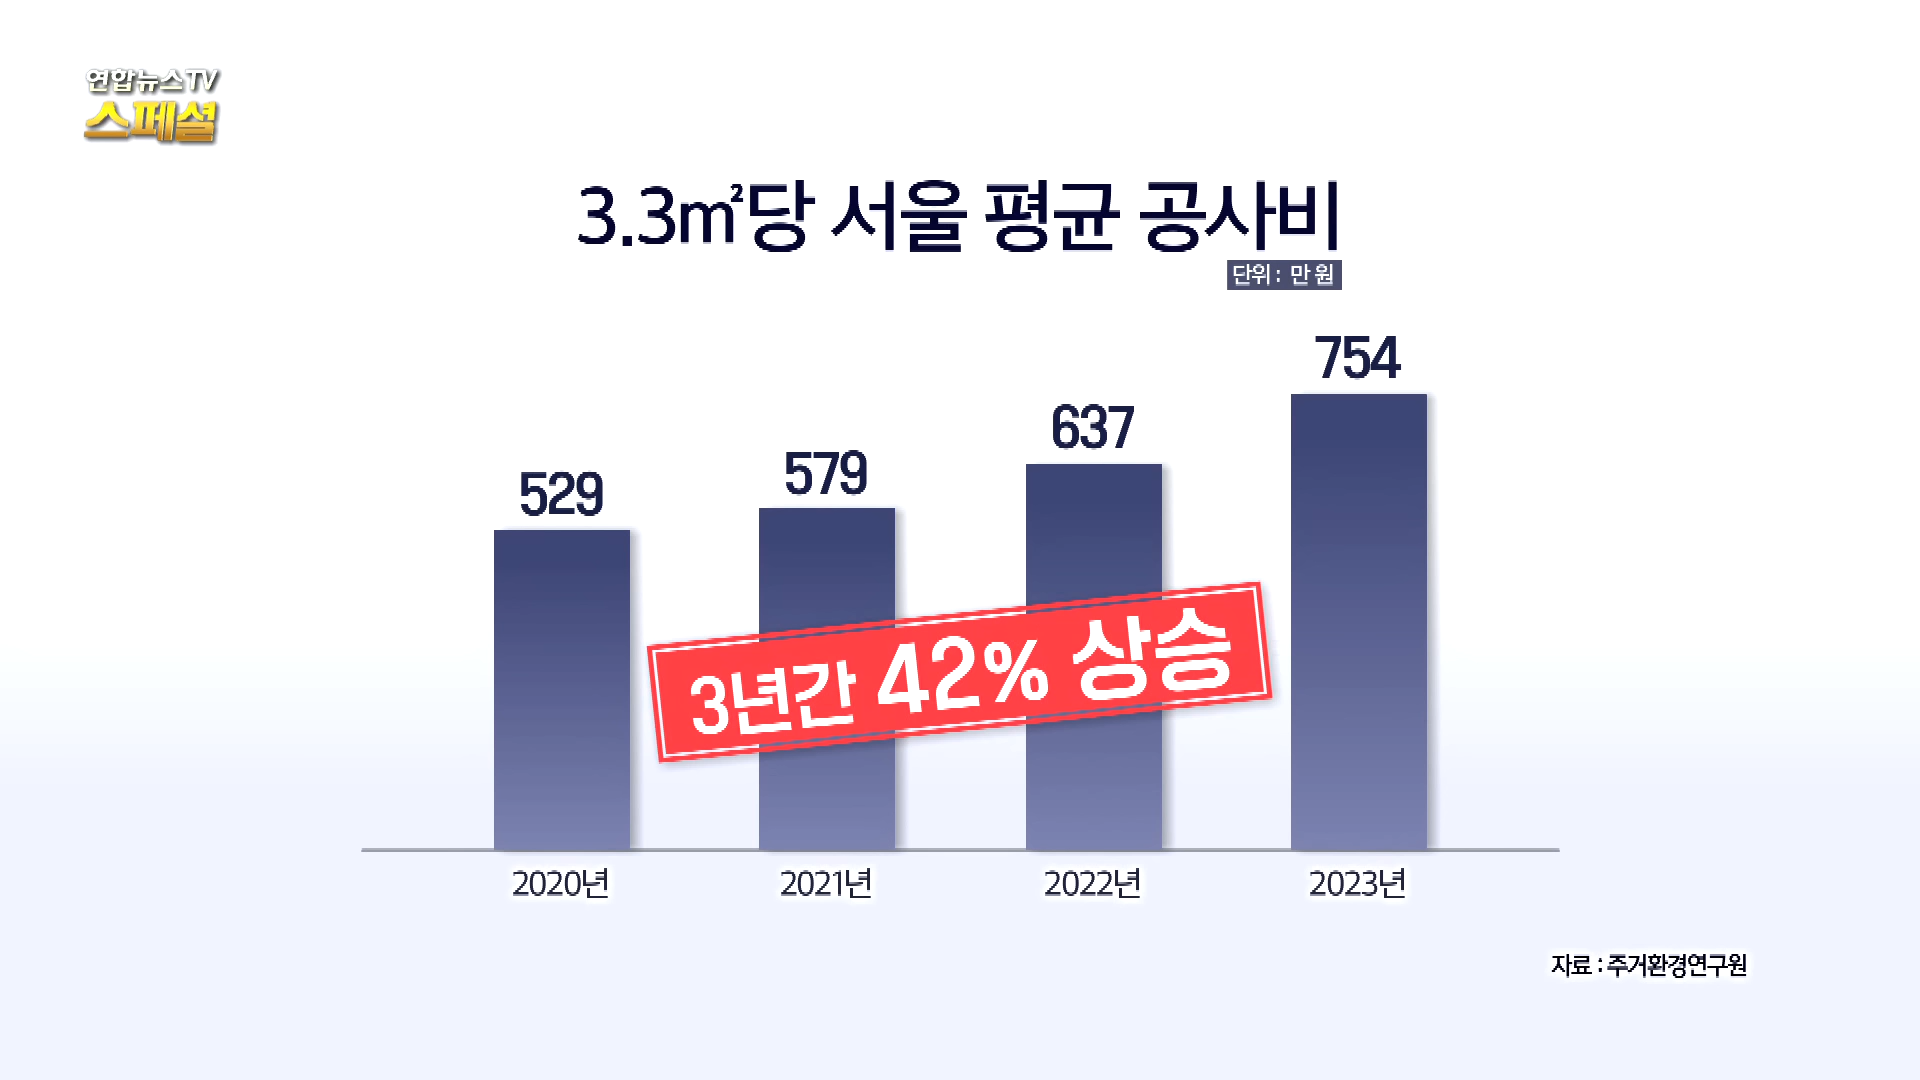 연합뉴스TV
스페셜
3.3㎡당 서울 평균 공사비
단위 : 만 원
529
579
637
754
3년간 42% 상승
2020년
2021년
2022년
2023년
자료 : 주거환경연구원